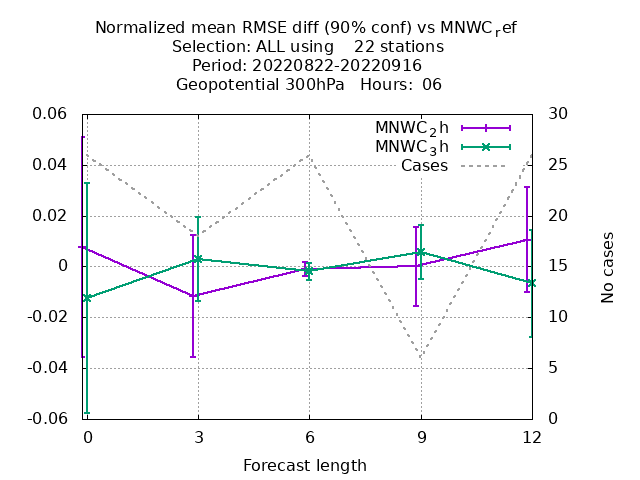 Normalized mean RMSE diff (90% conf) vs MNWC_ref
Selection: ALL using 22 stations
Period: 20220822-20220916
Geopotential 300hPa Hours: 06
MNWC_2h
MNWC_3h
Cases
0.06
0.04
0.02
0
-0.02
-0.04
-0.06
30
25
20
15
10
5
0
No cases
0 3 6 9 12
Forecast length